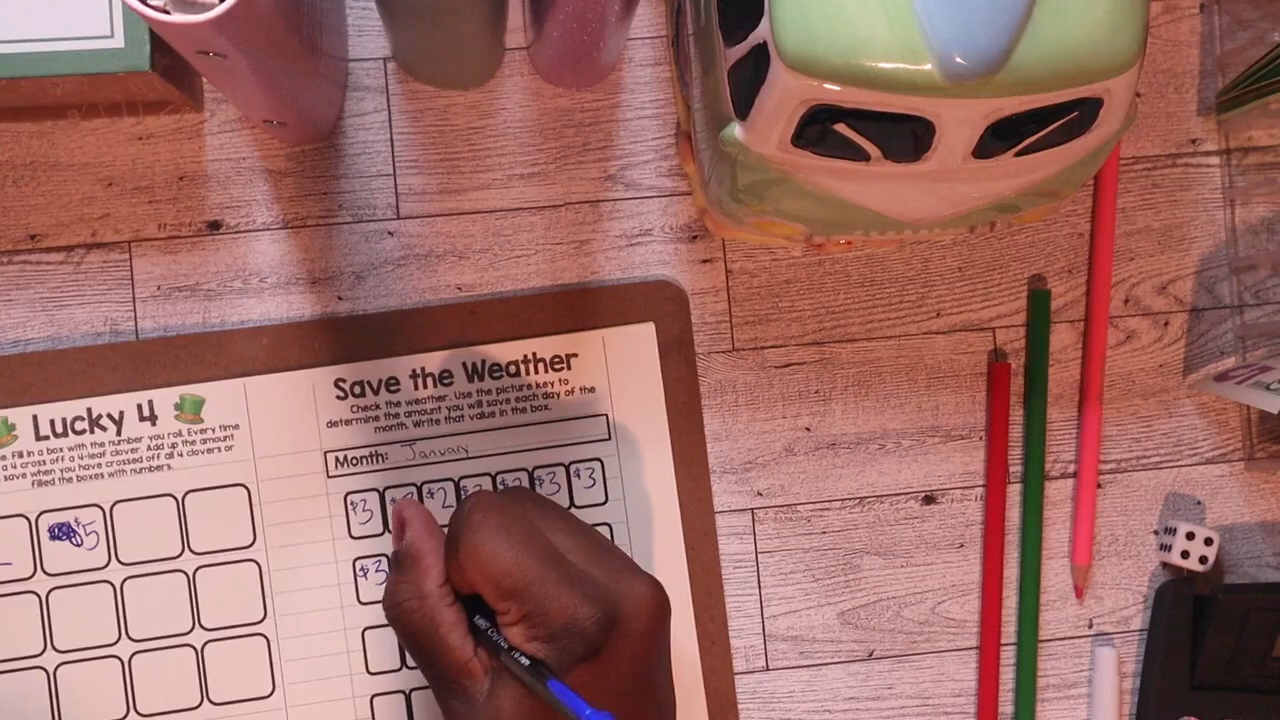 Lucky 4
e. Fill in a box with the number you roll. Every time
a 4 cross off a 4-leaf clover. Add up the amount
save when you have crossed off all 4 clovers or
filled the boxes with numbers.
$5
Save the Weather
Check the weather. Use the picture key to
determine the amount you will save each day of the
month. Write that value in the box.
Month: January
$3 $2 $3 $3
$3